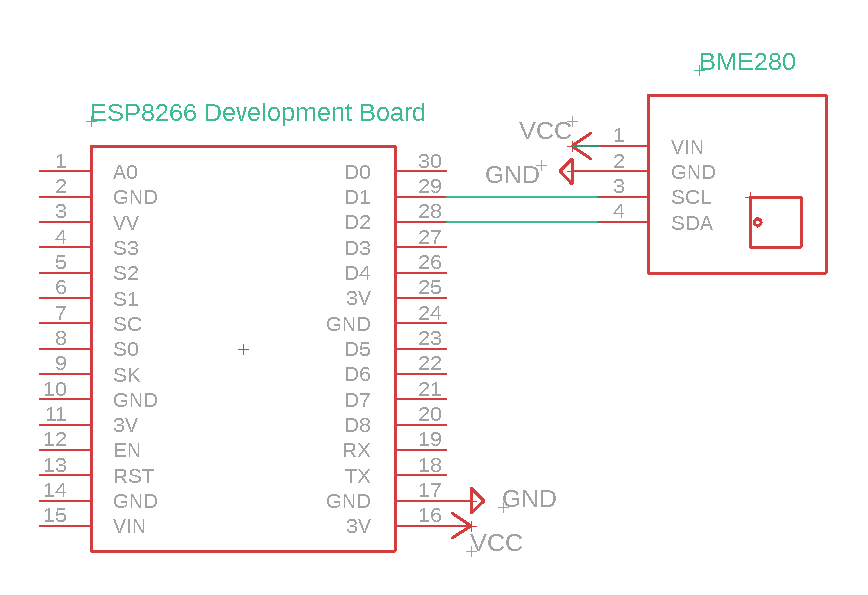 BME280
ESP8266 Development Board
VCC 1 VIN
GND 2 GND
3 SCL
4 SDA
1 A0 D0 30
2 GND D1 29
3 VV D2 28
4 S3 D3 27
5 S2 D4 26
6 S1 3V 25
7 SC GND 24
8 S0 D5 23
9 SK D6 22
10 GND D7 21
11 3V D8 20
12 EN RX 19
13 RST TX 18
14 GND GND 17 GND
15 VIN 3V 16
VCC